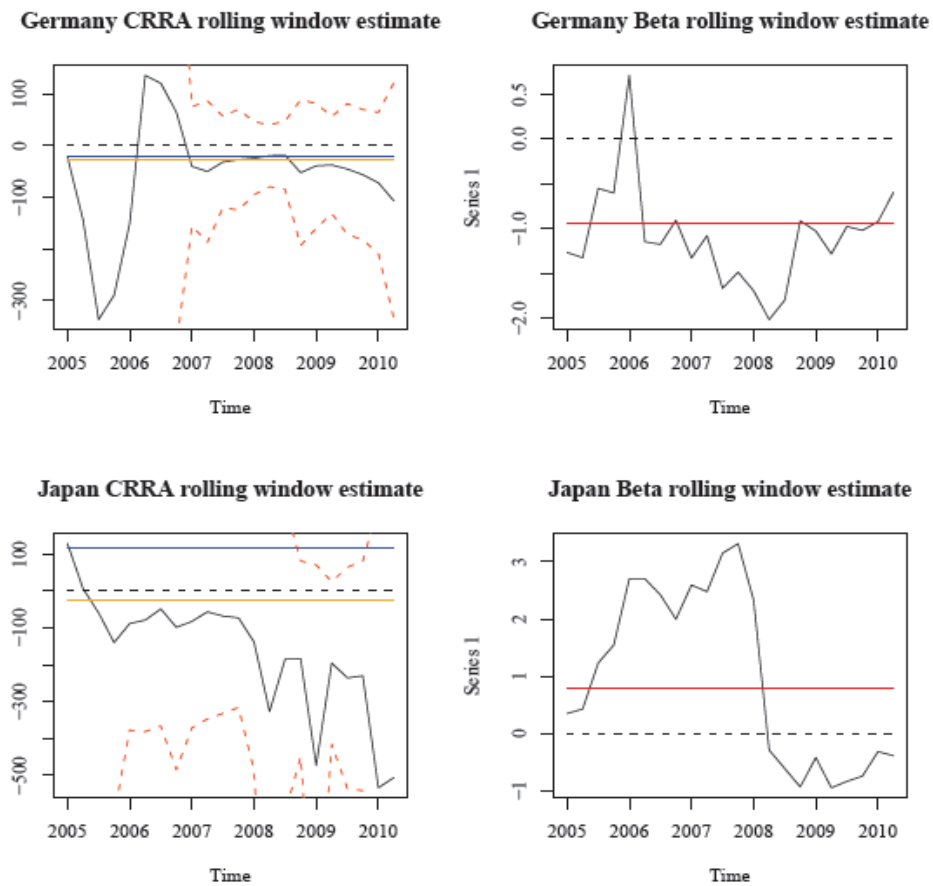 Germany CRRA rolling window estimate
100
0
−100
−300
2005 2006 2007 2008 2009 2010
Time
Germany Beta rolling window estimate
Series 1
0.5
0.0
−1.0
−2.0
2005 2006 2007 2008 2009 2010
Time
Japan CRRA rolling window estimate
100
−100
−300
−500
2005 2006 2007 2008 2009 2010
Time
Japan Beta rolling window estimate
Series 1
3
2
1
0
−1
2005 2006 2007 2008 2009 2010
Time